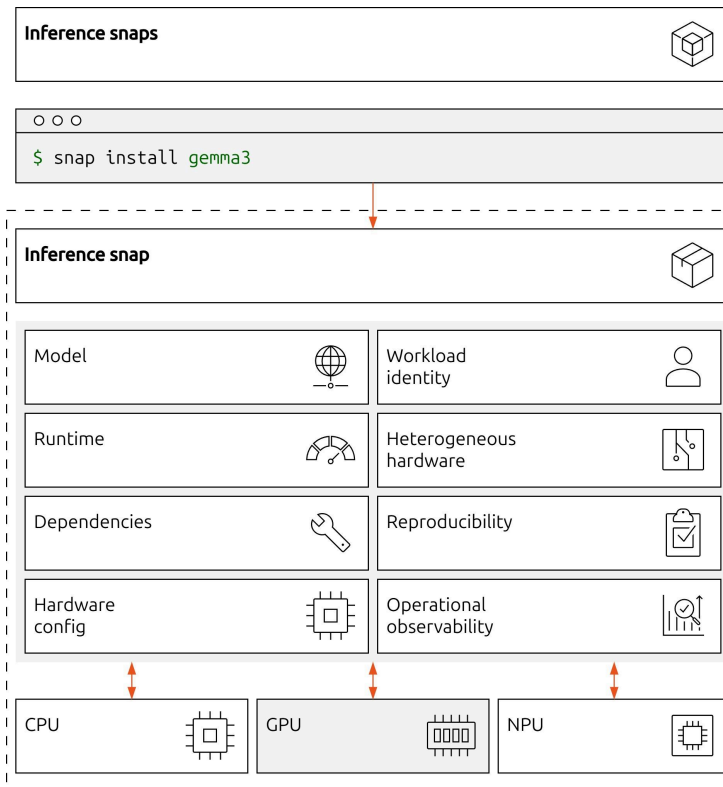 Inference snaps
$ snap install gemma3
Inference snap
Model
Workload
identity
Runtime
Heterogeneous
hardware
Dependencies
Reproducibility
Hardware
config
Operational
observability
CPU
GPU
NPU